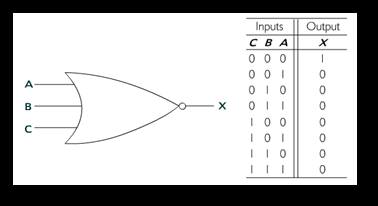 A
B
C
X
Inputs Output
C B A X
0 0 0 1
0 0 1 0
0 1 0 0
0 1 1 0
1 0 0 0
1 0 1 0
1 1 0 0
1 1 1 0